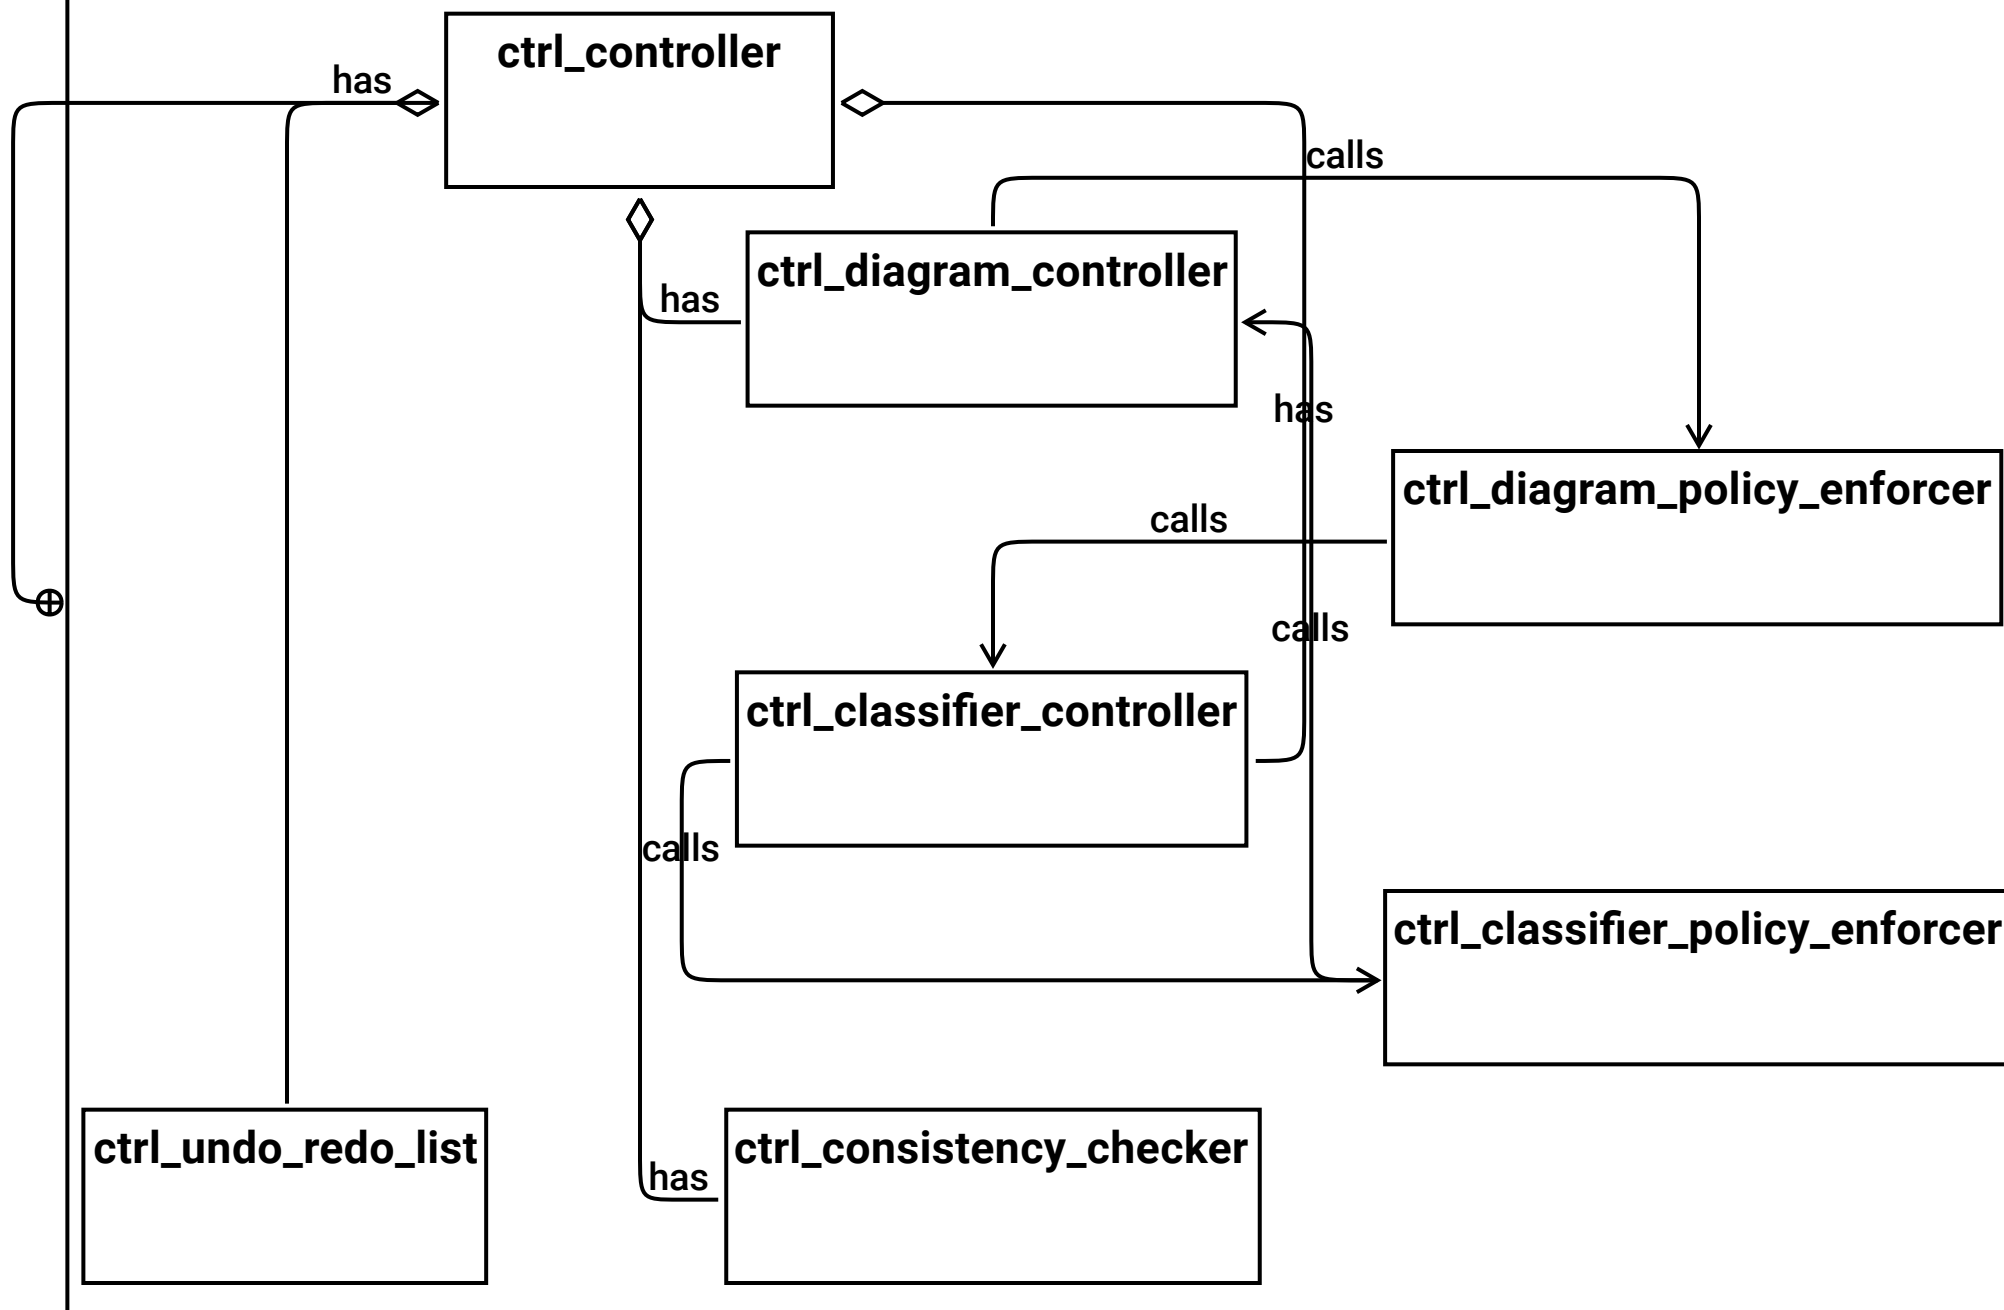 ctrl_controller
has
calls
ctrl_diagram_controller
has
has
ctrl_diagram_policy_enforcer
calls
calls
ctrl_classifier_controller
calls
ctrl_classifier_policy_enforcer
ctrl_undo_redo_list
ctrl_consistency_checker
has